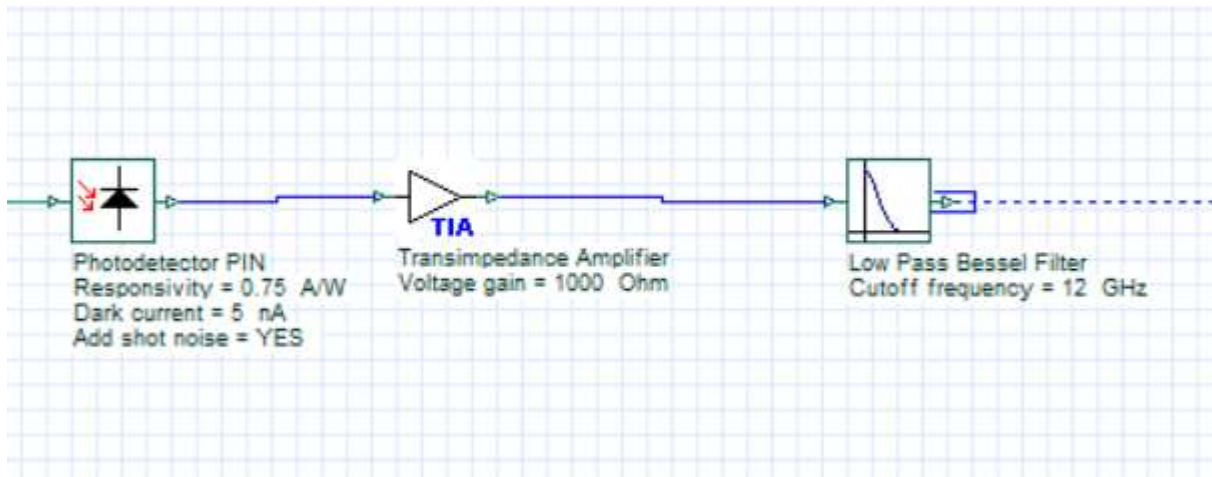 TIA
Photodetector PIN
Responsivity = 0.75 A/W
Dark current = 5 nA
Add shot noise = YES
Transimpedance Amplifier
Voltage gain = 1000 Ohm
Low Pass Bessel Filter
Cutoff frequency = 12 GHz